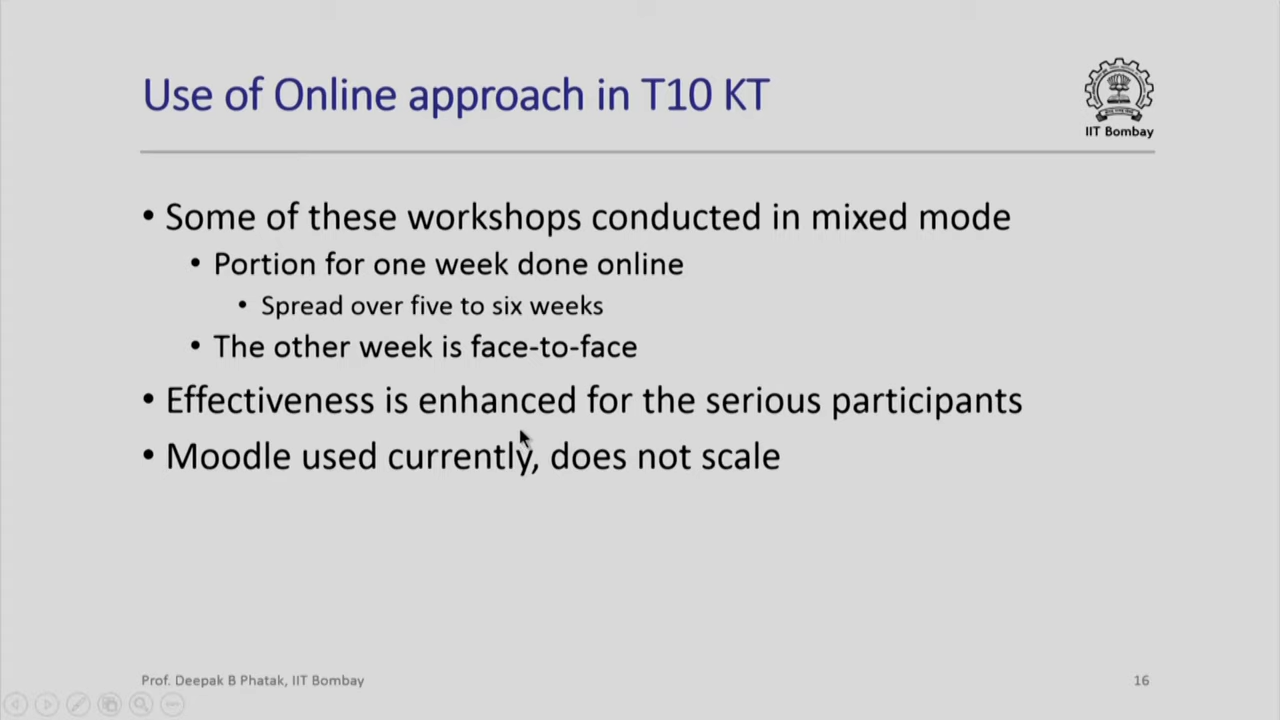 Use of Online approach in T10 KT
IIT Bombay
• Some of these workshops conducted in mixed mode
• Portion for one week done online
• Spread over five to six weeks
• The other week is face-to-face
• Effectiveness is enhanced for the serious participants
• Moodle used currently, does not scale
Prof. Deepak B Phatak, IIT Bombay
16